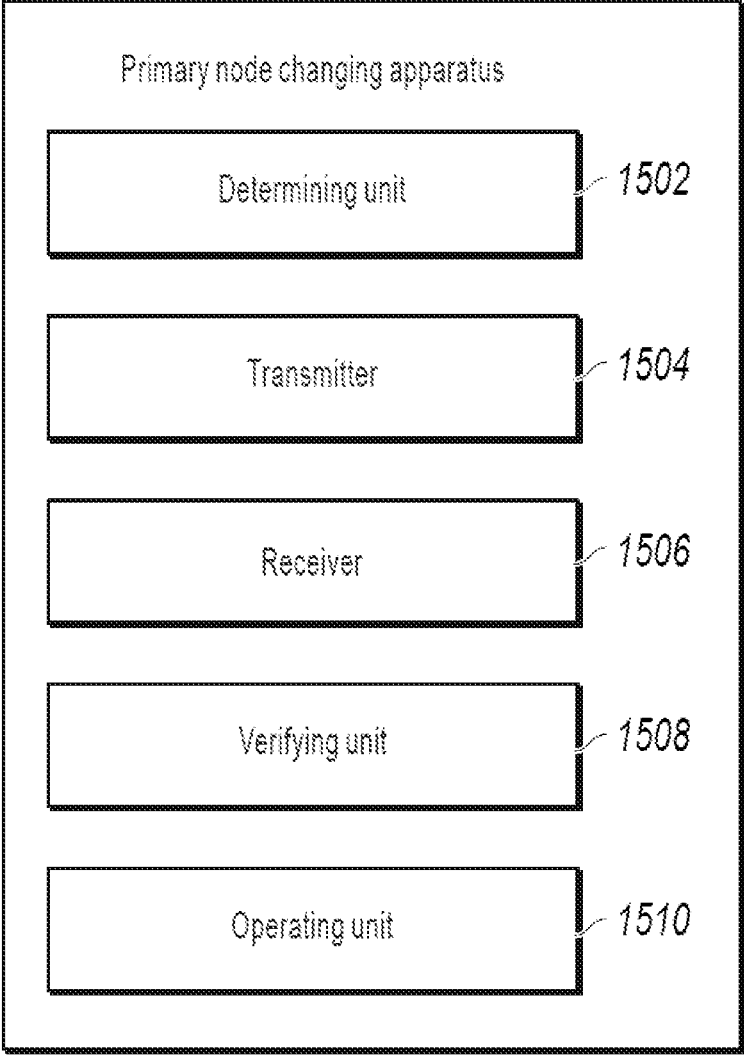 Primary node changing apparatus
Determining unit 1502
Transmitter 1504
Receiver 1506
Verifying unit 1508
Operating unit 1510